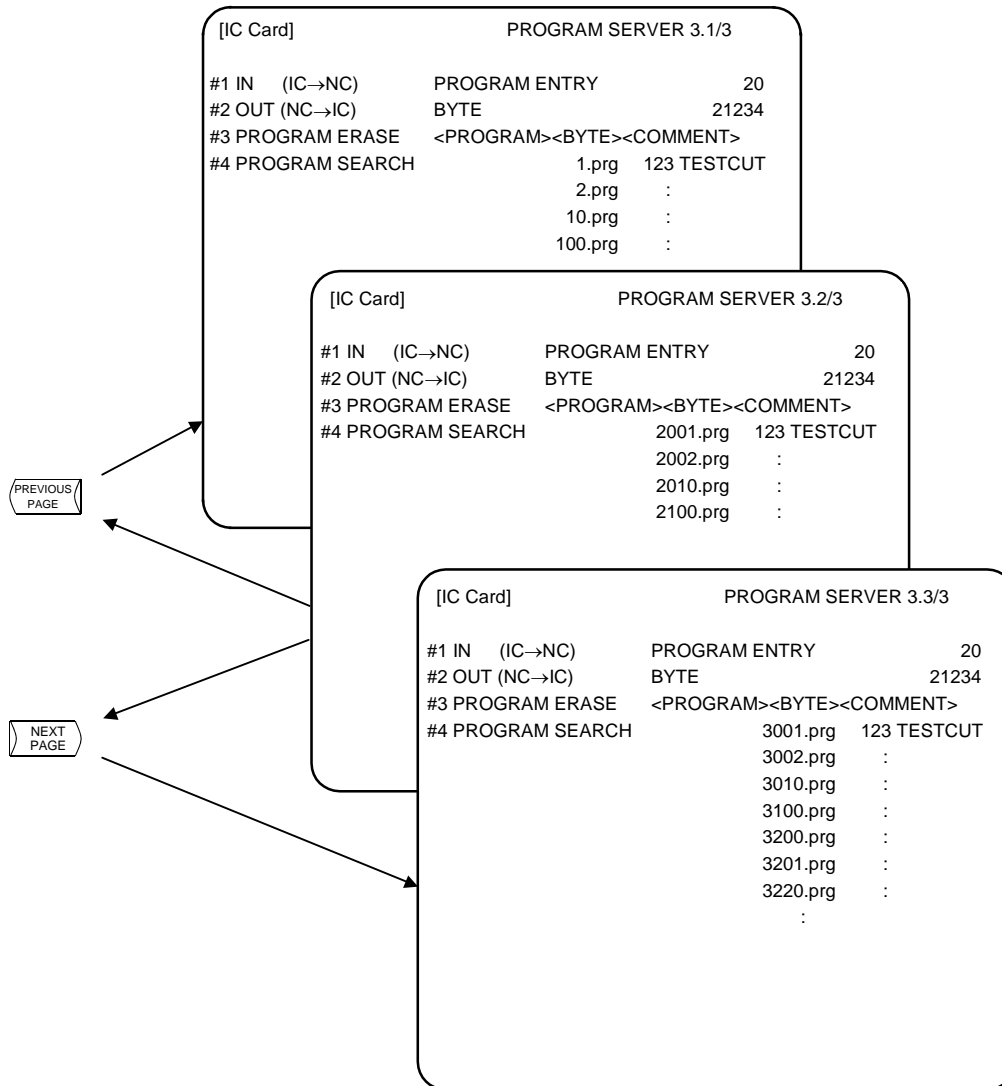 [IC Card] PROGRAM SERVER 3.1/3
#1 IN (IC→NC) PROGRAM ENTRY 20
#2 OUT (NC→IC) BYTE 21234
#3 PROGRAM ERASE <PROGRAM><BYTE><COMMENT>
#4 PROGRAM SEARCH 1.prg 123 TESTCUT
2.prg :
10.prg :
100.prg :
[IC Card] PROGRAM SERVER 3.2/3
#1 IN (IC→NC) PROGRAM ENTRY 20
#2 OUT (NC→IC) BYTE 21234
#3 PROGRAM ERASE <PROGRAM><BYTE><COMMENT>
#4 PROGRAM SEARCH 2001.prg 123 TESTCUT
2002.prg :
2010.prg :
2100.prg :
PREVIOUS
PAGE
[IC Card] PROGRAM SERVER 3.3/3
#1 IN (IC→NC) PROGRAM ENTRY 20
#2 OUT (NC→IC) BYTE 21234
#3 PROGRAM ERASE <PROGRAM><BYTE><COMMENT>
#4 PROGRAM SEARCH 3001.prg 123 TESTCUT
3002.prg :
3010.prg :
3100.prg :
3200.prg :
3201.prg :
3220.prg :
:
NEXT
PAGE